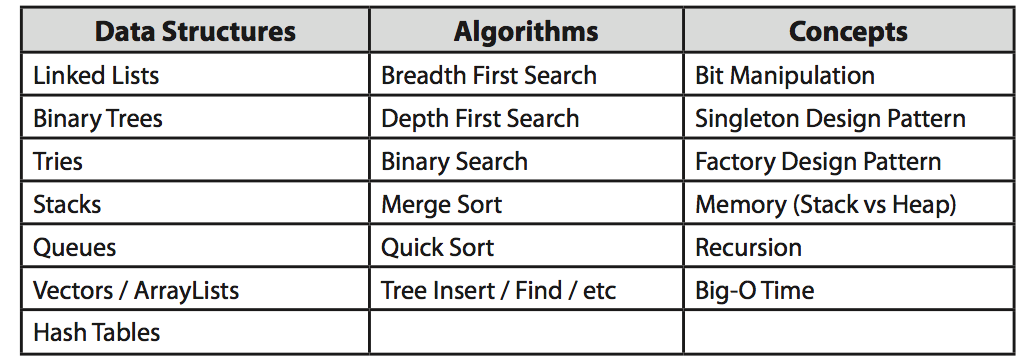 Data Structures Algorithms Concepts
Linked Lists Breadth First Search Bit Manipulation
Binary Trees Depth First Search Singleton Design Pattern
Tries Binary Search Factory Design Pattern
Stacks Merge Sort Memory (Stack vs Heap)
Queues Quick Sort Recursion
Vectors / ArrayLists Tree Insert / Find / etc Big-O Time
Hash Tables